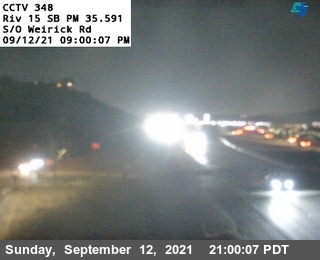 CCTV 348
Riv 15 SB PM 35.591
S/O Weirick Rd
09/12/21 09:00:07 PM
Sunday, September 12, 2021 21:00:07 PDT